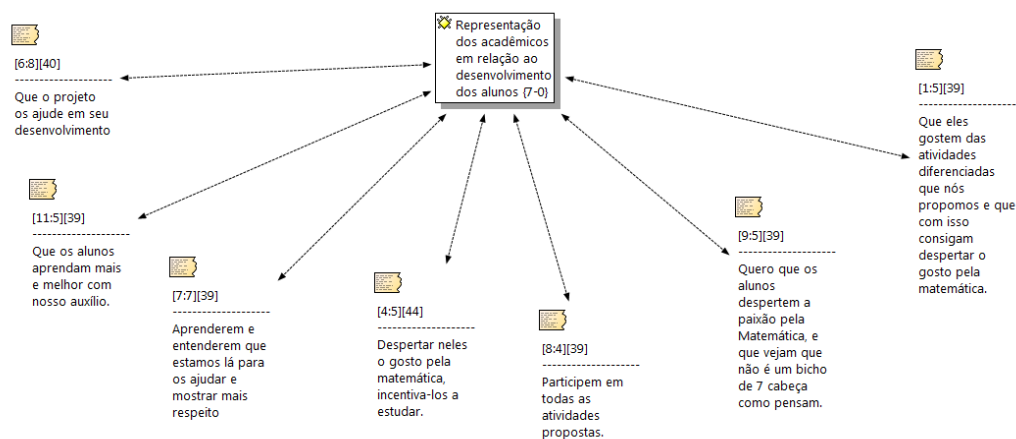 Representação
dos acadêmicos
em relação ao
desenvolvimento
dos alunos {7-0}
[6:8][40]
--------------------
Que o projeto
os ajude em seu
desenvolvimento
[11:5][39]
--------------------
Que os alunos
aprendam mais
e melhor com
nosso auxílio.
[7:7][39]
--------------------
Aprenderem e
entenderem que
estamos lá para
os ajudar e
mostrar mais
respeito
[4:5][44]
--------------------
Despertar neles
o gosto pela
matemática,
incentiva-los a
estudar.
[8:4][39]
--------------------
Participem em
todas as
atividades
propostas.
[9:5][39]
--------------------
Quero que os
alunos
despertem a
paixão pela
Matemática, e
que vejam que
não é um bicho
de 7 cabeça
como pensam.
[1:5][39]
--------------------
Que eles
gostem das
atividades
diferenciadas
que nós
propomos e que
com isso
consigam
despertar o
gosto pela
matemática.